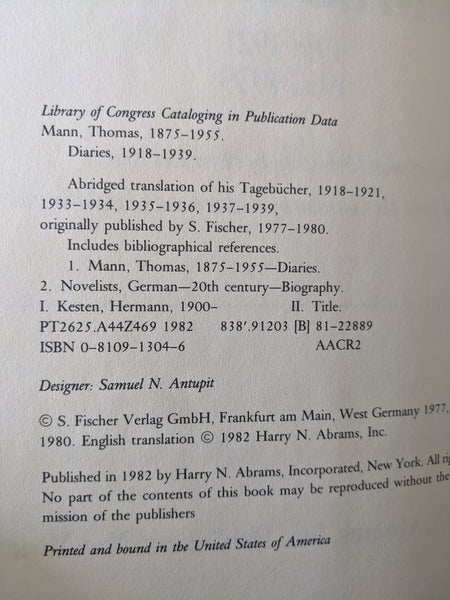 Library of Congress Cataloging in Publication Data
Mann, Thomas, 1875–1955.
Diaries, 1918–1939.
Abridged translation of his Tagebücher, 1918–1921,
1933–1934, 1935–1936, 1937–1939,
originally published by S. Fischer, 1977–1980.
Includes bibliographical references.
1. Mann, Thomas, 1875–1955—Diaries.
2. Novelists, German—20th century—Biography.
I. Kesten, Hermann, 1900– II. Title.
PT2625.A44Z469 1982 838′.91203 [B] 81–22889
ISBN 0–8109–1304–6 AACR2
Designer: Samuel N. Antupit
© S. Fischer Verlag GmbH, Frankfurt am Main, West Germany 1977,
1980. English translation © 1982 Harry N. Abrams, Inc.
Published in 1982 by Harry N. Abrams, Incorporated, New York. All rig
No part of the contents of this book may be reproduced without the
mission of the publishers
Printed and bound in the United States of America